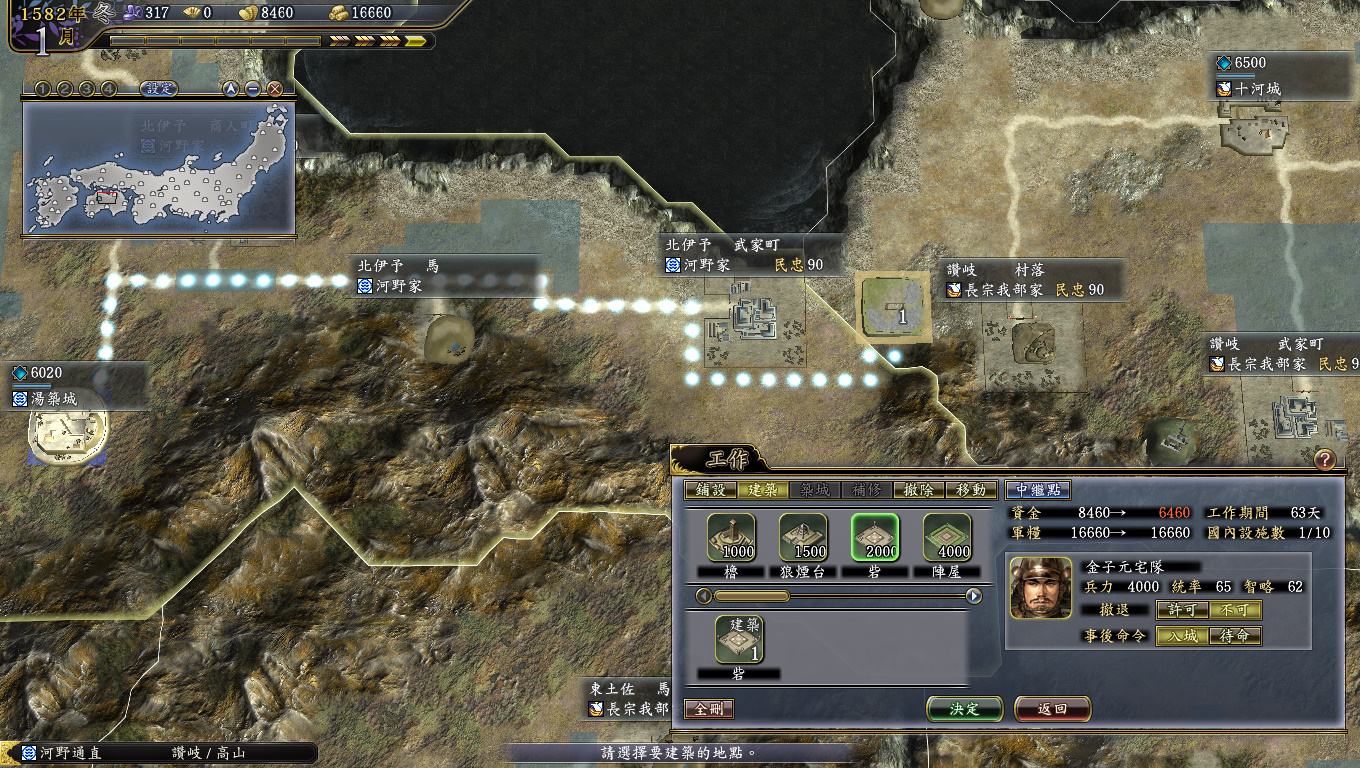 1582年 冬 317 0 8460 16660
1月
1 2 3 4 設定
北伊予 商人町
河野家
6500
十河城
北伊予 武家町
河野家 民忠 90
北伊予 馬
河野家
讚岐 村落
長宗我部家 民忠 90
1
讚岐 武家町
長宗我部家 民忠 9
6020
湯築城
工作
?
鋪設 建築 築城 補修 撤除 移動 中繼點
1000 1500 2000 4000
櫓 狼煙台 砦 陣屋
資金 8460→ 6460 工作期間 63天
軍糧 16660→ 16660 國內設施數 1/10
金子元宅隊
兵力 4000 統率 65 智略 62
撤退 許可 不可
事後命令 入城 待命
建築
1
砦
東土佐 馬
長宗我部
全刪 決定 返回
河野通直 讚岐/高山
請選擇要建築的地點。